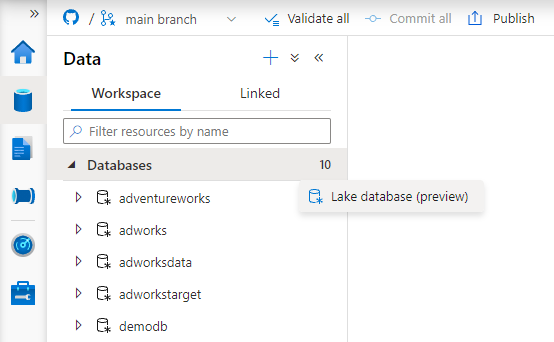 » / main branch Validate all Commit all Publish
Data
Workspace Linked
Filter resources by name
Databases 10
adventureworks
Lake database (preview)
adworks
adworksdata
adworkstarget
demodb